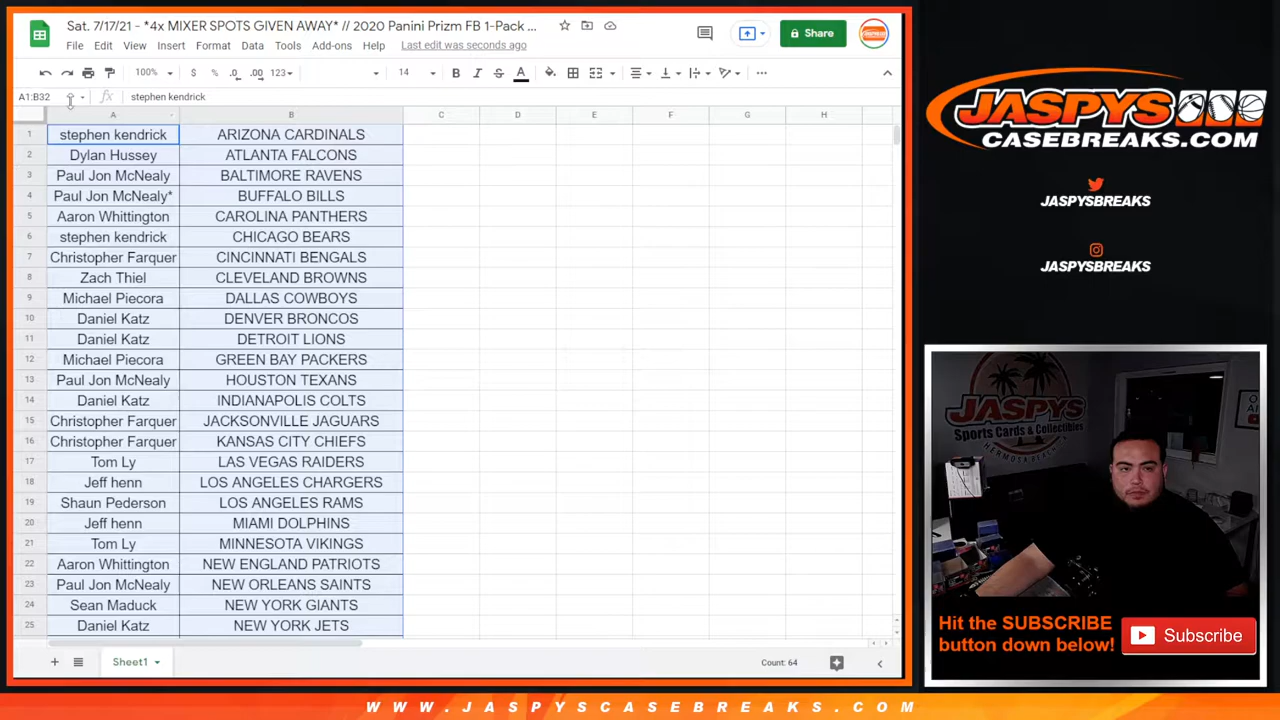 Sat. 7/17/21 - *4x MIXER SPOTS GIVEN AWAY* // 2020 Panini Prizm FB 1-Pack ...
Share
File Edit View Insert Format Data Tools Add-ons Help Last edit was seconds ago
100% $ % .0 .00 123 14 B I S A
A1:B32 fx stephen kendrick
A B C D E F G H
1 stephen kendrick ARIZONA CARDINALS
2 Dylan Hussey ATLANTA FALCONS
3 Paul Jon McNealy BALTIMORE RAVENS
4 Paul Jon McNealy* BUFFALO BILLS
5 Aaron Whittington CAROLINA PANTHERS
6 stephen kendrick CHICAGO BEARS
7 Christopher Farquer CINCINNATI BENGALS
8 Zach Thiel CLEVELAND BROWNS
9 Michael Piecora DALLAS COWBOYS
10 Daniel Katz DENVER BRONCOS
11 Daniel Katz DETROIT LIONS
12 Michael Piecora GREEN BAY PACKERS
13 Paul Jon McNealy HOUSTON TEXANS
14 Daniel Katz INDIANAPOLIS COLTS
15 Christopher Farquer JACKSONVILLE JAGUARS
16 Christopher Farquer KANSAS CITY CHIEFS
17 Tom Ly LAS VEGAS RAIDERS
18 Jeff henn LOS ANGELES CHARGERS
19 Shaun Pederson LOS ANGELES RAMS
20 Jeff henn MIAMI DOLPHINS
21 Tom Ly MINNESOTA VIKINGS
22 Aaron Whittington NEW ENGLAND PATRIOTS
23 Paul Jon McNealy NEW ORLEANS SAINTS
24 Sean Maduck NEW YORK GIANTS
25 Daniel Katz NEW YORK JETS
Sheet1
Count: 64
JASPYS
CASEBREAKS.COM
JASPYSBREAKS
JASPYSBREAKS
JASPYS
Sports Cards & Collectibles
HERMOSA BEACH
Hit the SUBSCRIBE
button down below!
Subscribe
WWW.JASPYSCASEBREAKS.COM